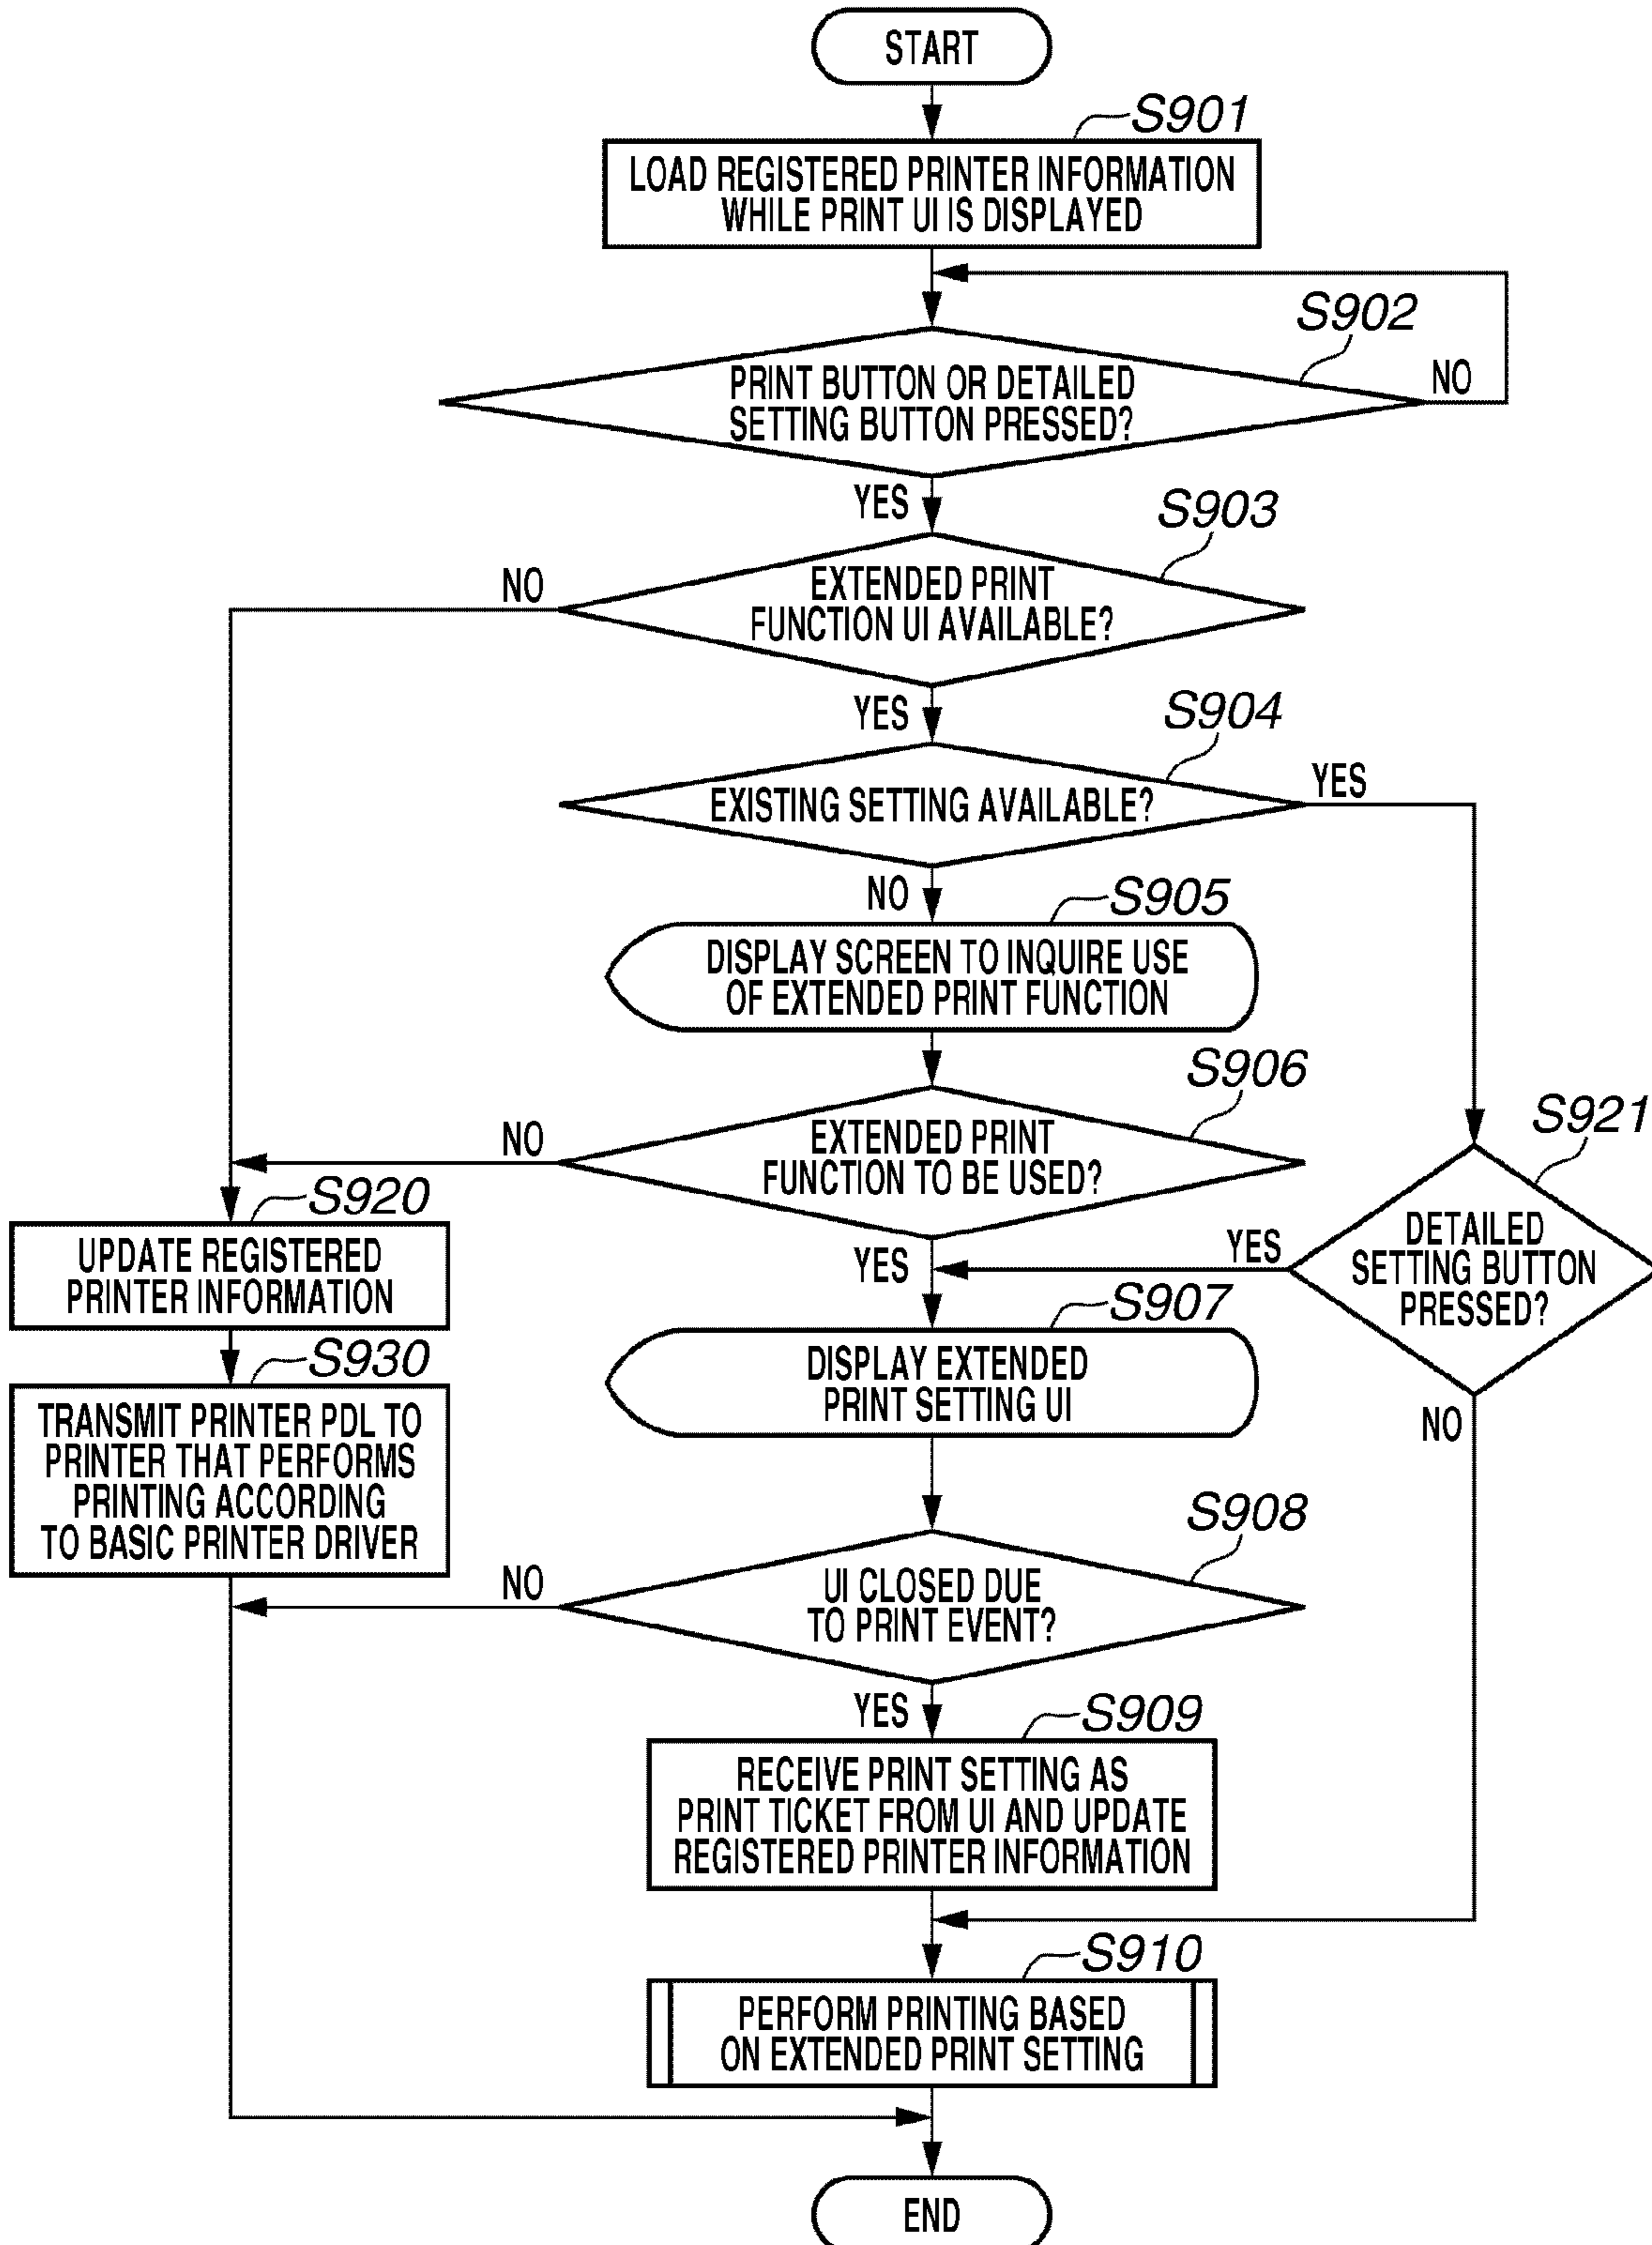 START
S901
LOAD REGISTERED PRINTER INFORMATION
WHILE PRINT UI IS DISPLAYED
S902
PRINT BUTTON OR DETAILED
SETTING BUTTON PRESSED?
NO
YES
S903
EXTENDED PRINT
FUNCTION UI AVAILABLE?
NO
YES
S904
EXISTING SETTING AVAILABLE?
YES
NO
S905
DISPLAY SCREEN TO INQUIRE USE
OF EXTENDED PRINT FUNCTION
S906
EXTENDED PRINT
FUNCTION TO BE USED?
NO
YES
S921
DETAILED
SETTING BUTTON
PRESSED?
YES
NO
S920
UPDATE REGISTERED
PRINTER INFORMATION
S930
TRANSMIT PRINTER PDL TO
PRINTER THAT PERFORMS
PRINTING ACCORDING
TO BASIC PRINTER DRIVER
S907
DISPLAY EXTENDED
PRINT SETTING UI
S908
UI CLOSED DUE
TO PRINT EVENT?
NO
YES
S909
RECEIVE PRINT SETTING AS
PRINT TICKET FROM UI AND UPDATE
REGISTERED PRINTER INFORMATION
S910
PERFORM PRINTING BASED
ON EXTENDED PRINT SETTING
END